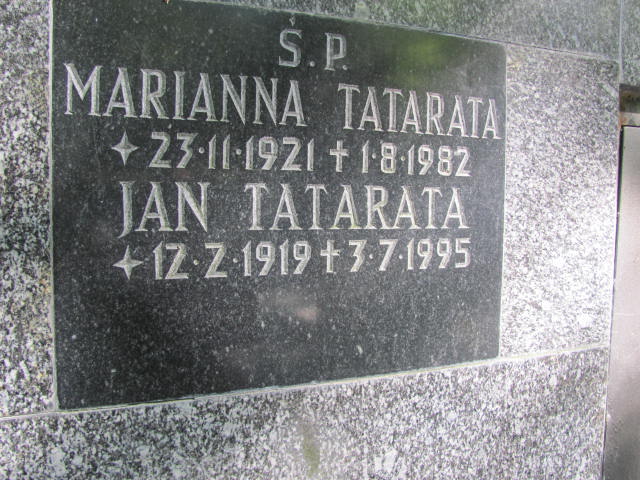 Ś.P.
MARIANNA TATARATA
✦23·11·1921 ✝1·8·1982
JAN TATARATA
✦12·2·1919✝3·7·1995